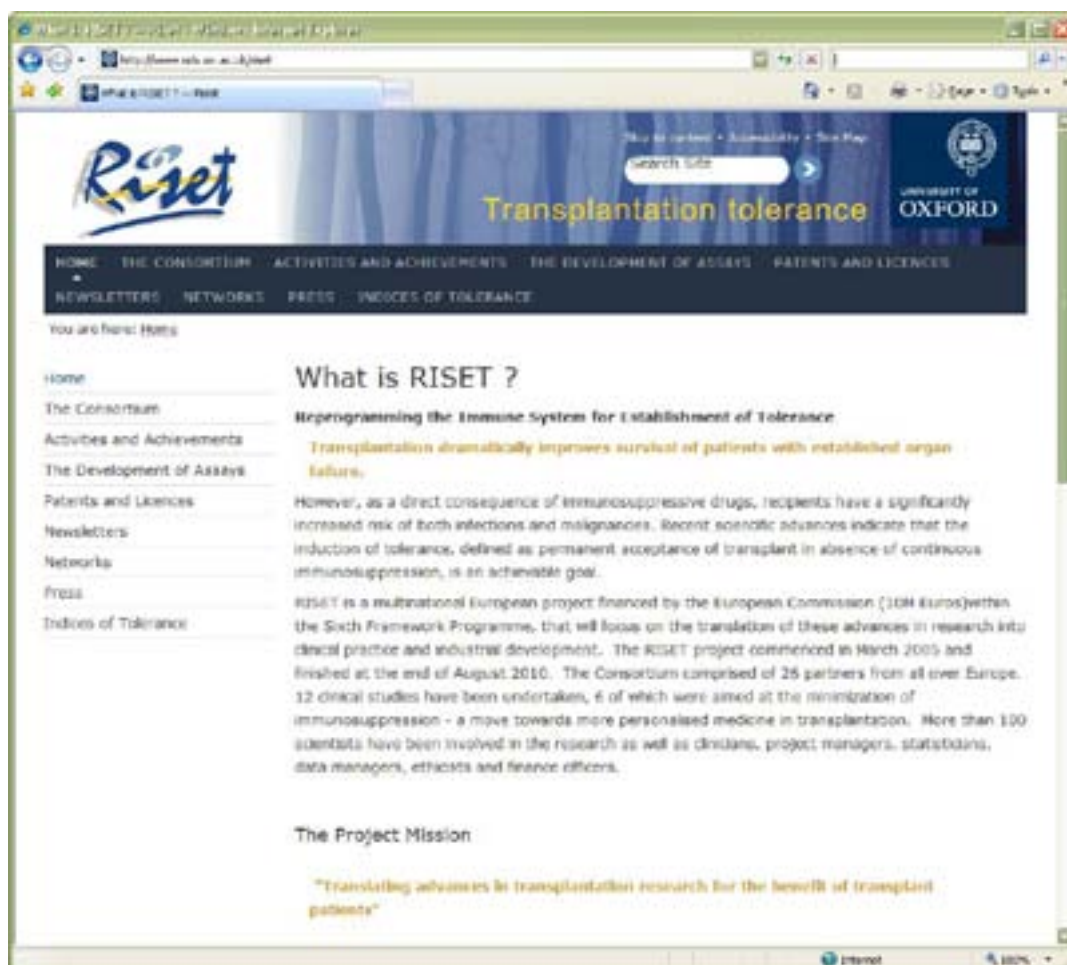 Riset
Skip to content • Accessibility • Site Map
Search Site
Transplantation tolerance
UNIVERSITY OF
OXFORD
HOME THE CONSORTIUM ACTIVITIES AND ACHIEVEMENTS THE DEVELOPMENT OF ASSAYS PATENTS AND LICENCES
NEWSLETTERS NETWORKS PRESS INDICES OF TOLERANCE
You are here: Home
Home
The Consortium
Activities and Achievements
The Development of Assays
Patents and Licences
Newsletters
Networks
Press
Indices of Tolerance
What is RISET ?
Reprogramming the Immune System for Establishment of Tolerance
Transplantation dramatically improves survival of patients with established organ
failure.
However, as a direct consequence of immunosuppressive drugs, recipients have a significantly
increased risk of both infections and malignancies. Recent scientific advances indicate that the
induction of tolerance, defined as permanent acceptance of transplant in absence of continuous
immunosuppression, is an achievable goal.
RISET is a multinational European project financed by the European Commission (10M Euros)within
the Sixth Framework Programme, that will focus on the translation of these advances in research into
clinical practice and industrial development. The RISET project commenced in March 2005 and
finished at the end of August 2010. The Consortium comprised of 26 partners from all over Europe.
12 clinical studies have been undertaken, 6 of which were aimed at the minimization of
immunosuppression - a move towards more personalised medicine in transplantation. More than 100
scientists have been involved in the research as well as clinicians, project managers, statisticians,
data managers, ethicists and finance officers.
The Project Mission
"Translating advances in transplantation research for the benefit of transplant
patients"
Internet
100%